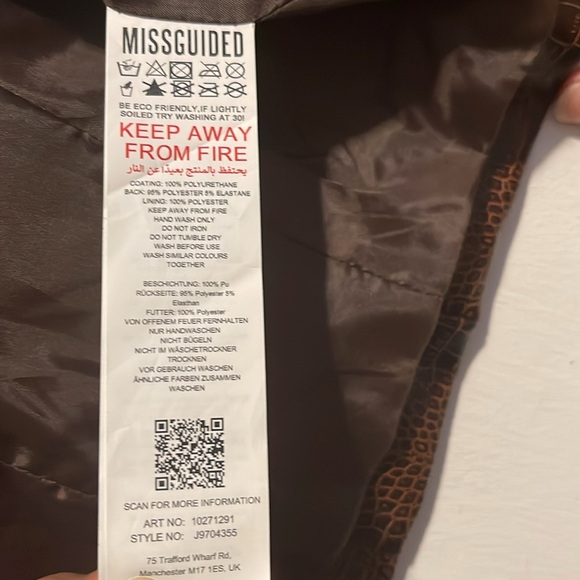 MISSGUIDED
BE ECO FRIENDLY,IF LIGHTLY
SOILED TRY WASHING AT 30!
KEEP AWAY
FROM FIRE
يحتفظ بالمنتج بعيدًا عن النار
COATING: 100% POLYURETHANE
BACK: 95% POLYESTER 5% ELASTANE
LINING: 100% POLYESTER
KEEP AWAY FROM FIRE
HAND WASH ONLY
DO NOT IRON
DO NOT TUMBLE DRY
WASH BEFORE USE
WASH SIMILAR COLOURS
TOGETHER
BESCHICHTUNG: 100% Pu
RÜCKSEITE: 95% Polyester 5%
Elasthan
FUTTER: 100% Polyester
VON OFFENEM FEUER FERNHALTEN
NUR HANDWASCHEN
NICHT BÜGELN
NICHT IM WÄSCHETROCKNER
TROCKNEN
VOR GEBRAUCH WASCHEN
ÄHNLICHE FARBEN ZUSAMMEN
WASCHEN
SCAN FOR MORE INFORMATION
ART NO: 10271291
STYLE NO: J9704355
75 Trafford Wharf Rd,
Manchester M17 1ES, UK